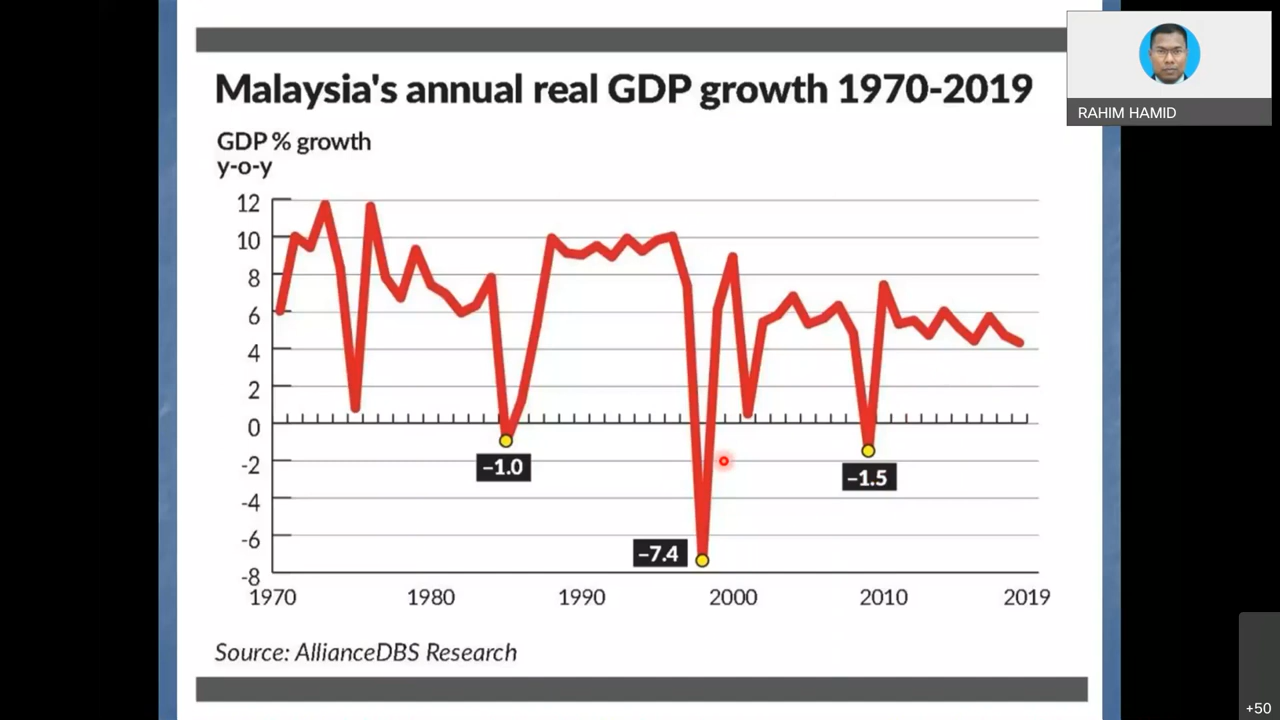 Malaysia's annual real GDP growth 1970-2019
RAHIM HAMID
GDP % growth
y-o-y
12
10
8
6
4
2
0
-2
-4
-6
-8
–1.0
–7.4
–1.5
1970 1980 1990 2000 2010 2019
Source: AllianceDBS Research
+50